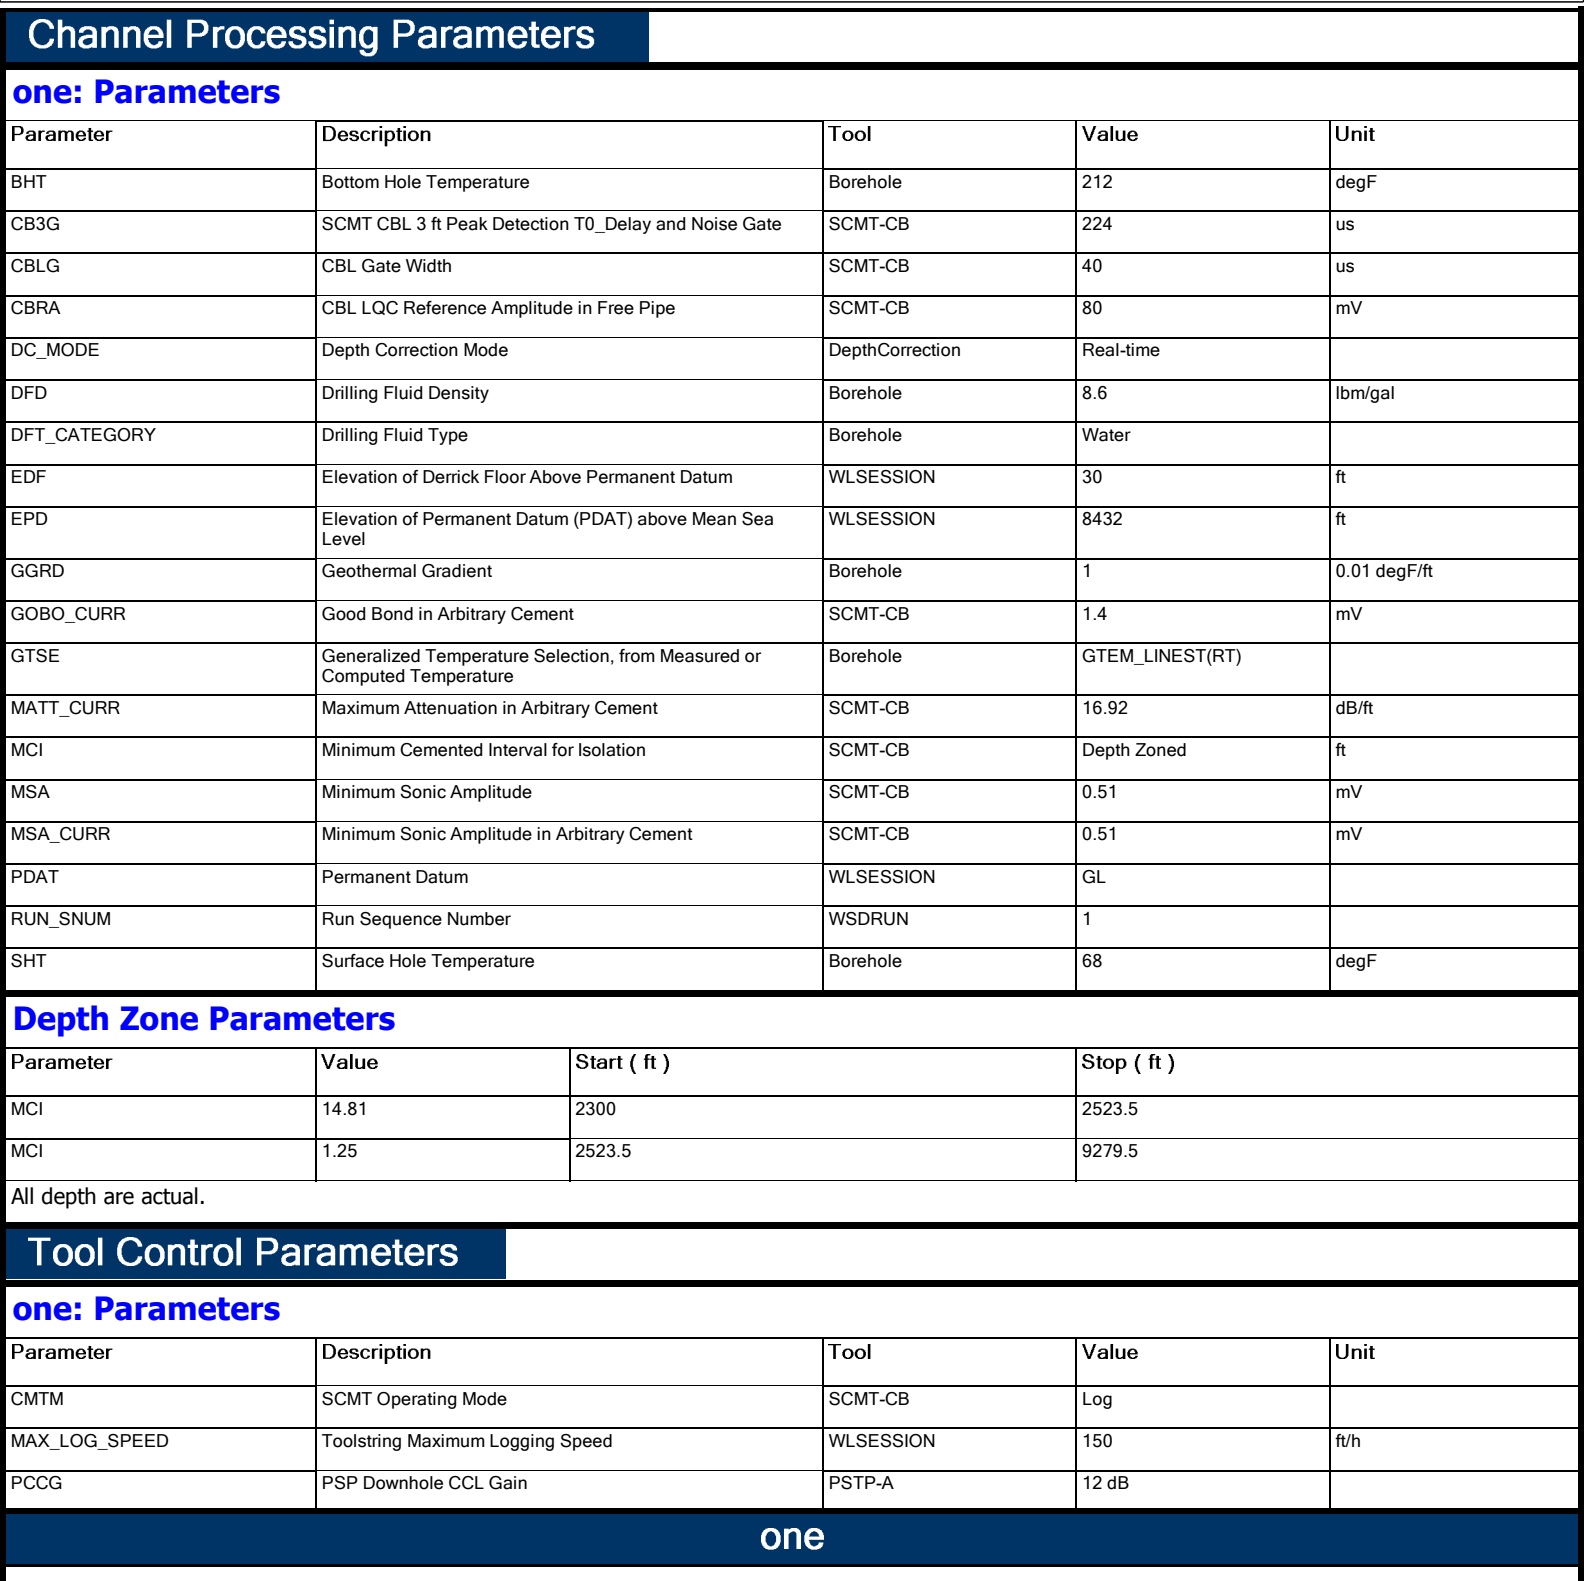 Channel Processing Parameters
one: Parameters
Parameter Description Tool Value Unit
BHT Bottom Hole Temperature Borehole 212 degF
CB3G SCMT CBL 3 ft Peak Detection T0_Delay and Noise Gate SCMT-CB 224 us
CBLG CBL Gate Width SCMT-CB 40 us
CBRA CBL LQC Reference Amplitude in Free Pipe SCMT-CB 80 mV
DC_MODE Depth Correction Mode DepthCorrection Real-time
DFD Drilling Fluid Density Borehole 8.6 lbm/gal
DFT_CATEGORY Drilling Fluid Type Borehole Water
EDF Elevation of Derrick Floor Above Permanent Datum WLSESSION 30 ft
EPD Elevation of Permanent Datum (PDAT) above Mean Sea WLSESSION 8432 ft
Level
GGRD Geothermal Gradient Borehole 1 0.01 degF/ft
GOBO_CURR Good Bond in Arbitrary Cement SCMT-CB 1.4 mV
GTSE Generalized Temperature Selection, from Measured or Borehole GTEM_LINEST(RT)
Computed Temperature
MATT_CURR Maximum Attenuation in Arbitrary Cement SCMT-CB 16.92 dB/ft
MCI Minimum Cemented Interval for Isolation SCMT-CB Depth Zoned ft
MSA Minimum Sonic Amplitude SCMT-CB 0.51 mV
MSA_CURR Minimum Sonic Amplitude in Arbitrary Cement SCMT-CB 0.51 mV
PDAT Permanent Datum WLSESSION GL
RUN_SNUM Run Sequence Number WSDRUN 1
SHT Surface Hole Temperature Borehole 68 degF
Depth Zone Parameters
Parameter Value Start ( ft ) Stop ( ft )
MCI 14.81 2300 2523.5
MCI 1.25 2523.5 9279.5
All depth are actual.
Tool Control Parameters
one: Parameters
Parameter Description Tool Value Unit
CMTM SCMT Operating Mode SCMT-CB Log
MAX_LOG_SPEED Toolstring Maximum Logging Speed WLSESSION 150 ft/h
PCCG PSP Downhole CCL Gain PSTP-A 12 dB
one